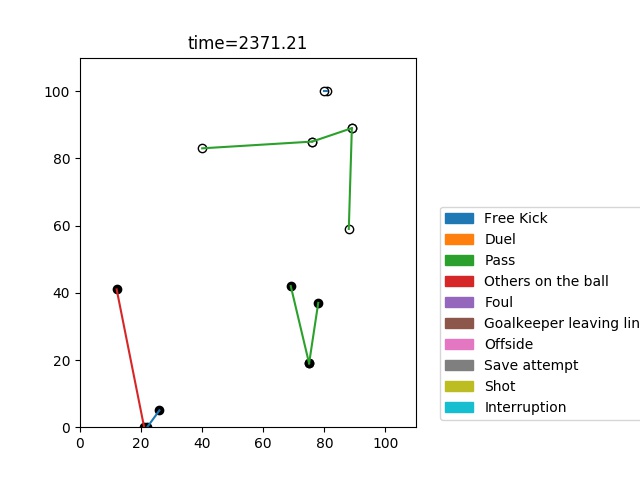 time=2371.21
100
80
60
40
20
0
0 20 40 60 80 100
Free Kick
Duel
Pass
Others on the ball
Foul
Goalkeeper leaving lin
Offside
Save attempt
Shot
Interruption